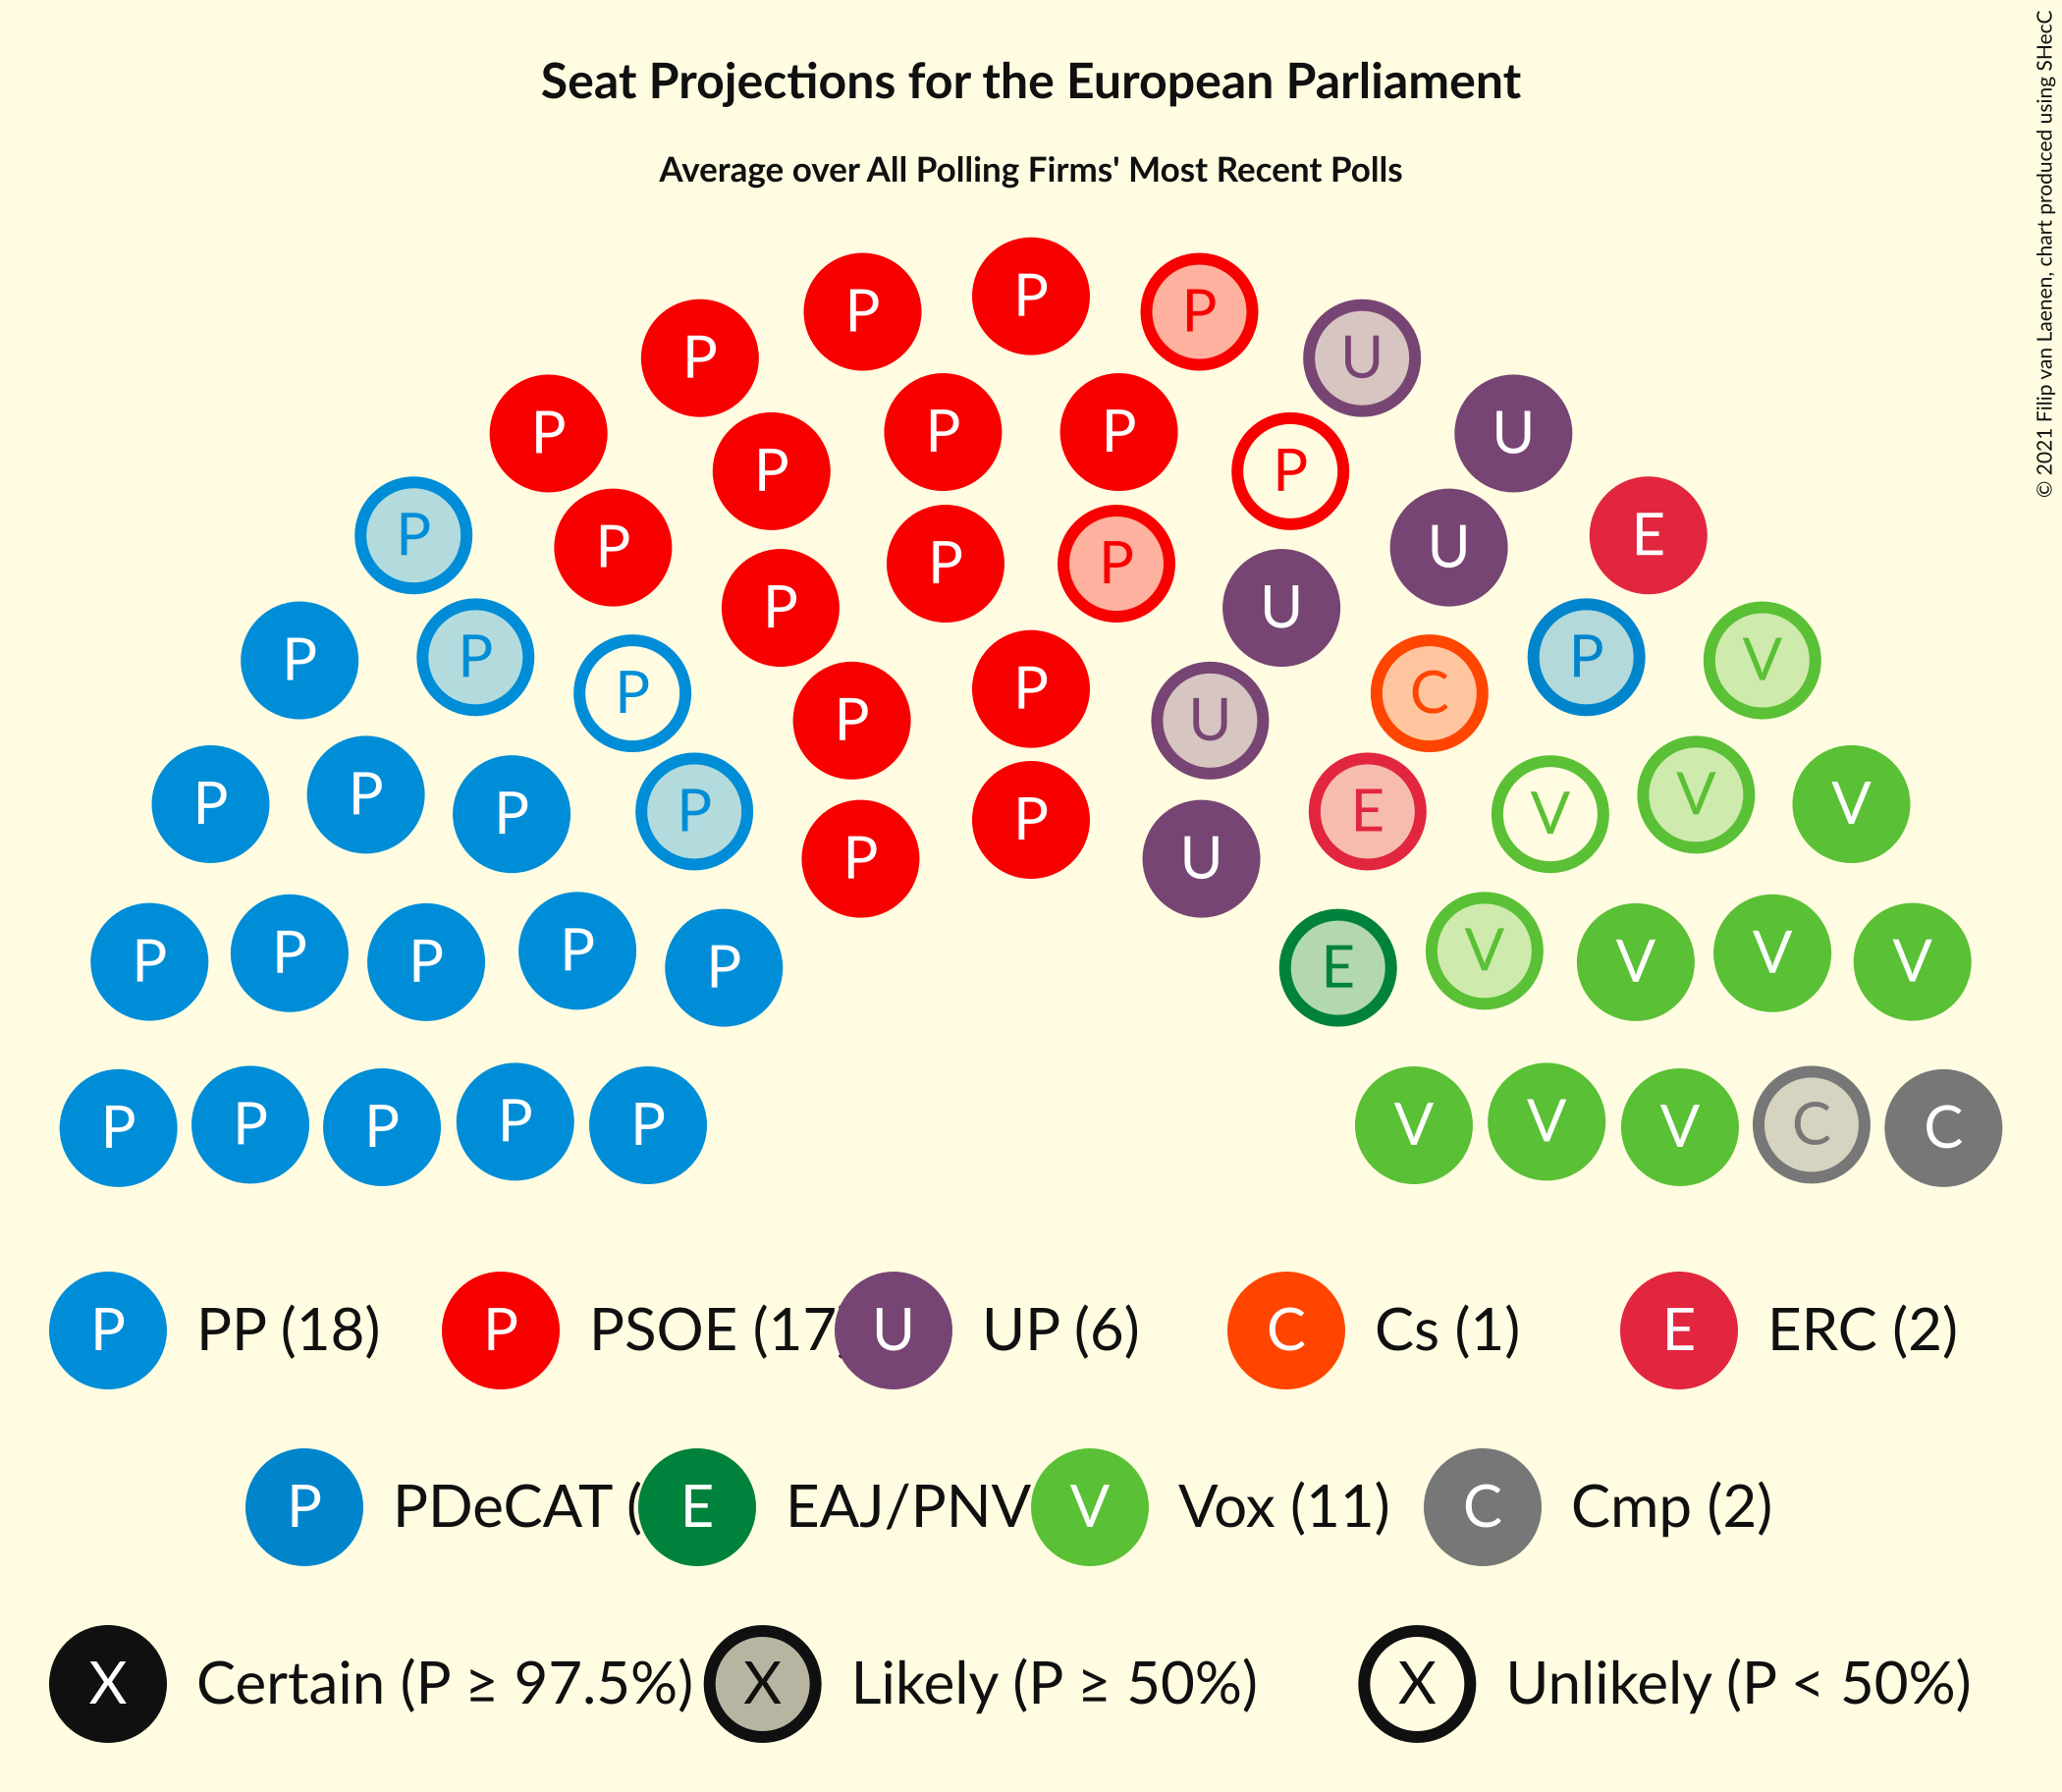 Seat Projections for the European Parliament
Average over All Polling Firms' Most Recent Polls
© 2021 Filip van Laenen, chart produced using SHecC
P P P
P U
P P P U
P P
P P P P U E
P U
P P P P C P V
P U
P P P P P E V V V
P U
P P P P P E V V V V
P P P P P V V V C C
P PP (18) P PSOE (17 U UP (6) C Cs (1) E ERC (2)
P PDeCAT ( E EAJ/PNV V Vox (11) C Cmp (2)
X Certain (P ≥ 97.5%) X Likely (P ≥ 50%) X Unlikely (P < 50%)